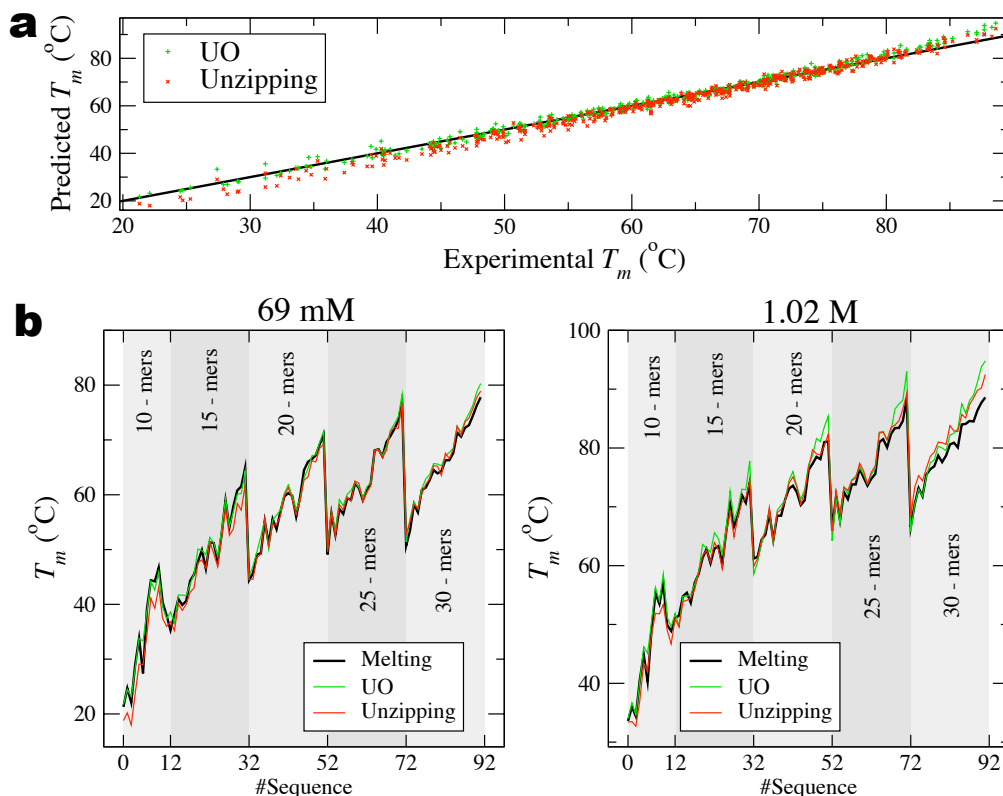 a
Predicted T_m (°C)
80
60
40
20
UO
Unzipping
20 30 40 50 60 70 80
Experimental T_m (°C)
b
69 mM
T_m (°C)
80
60
40
20
10 - mers
15 - mers
20 - mers
25 - mers
30 - mers
Melting
UO
Unzipping
0 12 32 52 72 92
#Sequence
1.02 M
T_m (°C)
100
80
60
40
10 - mers
15 - mers
20 - mers
25 - mers
30 - mers
Melting
UO
Unzipping
0 12 32 52 72 92
#Sequence